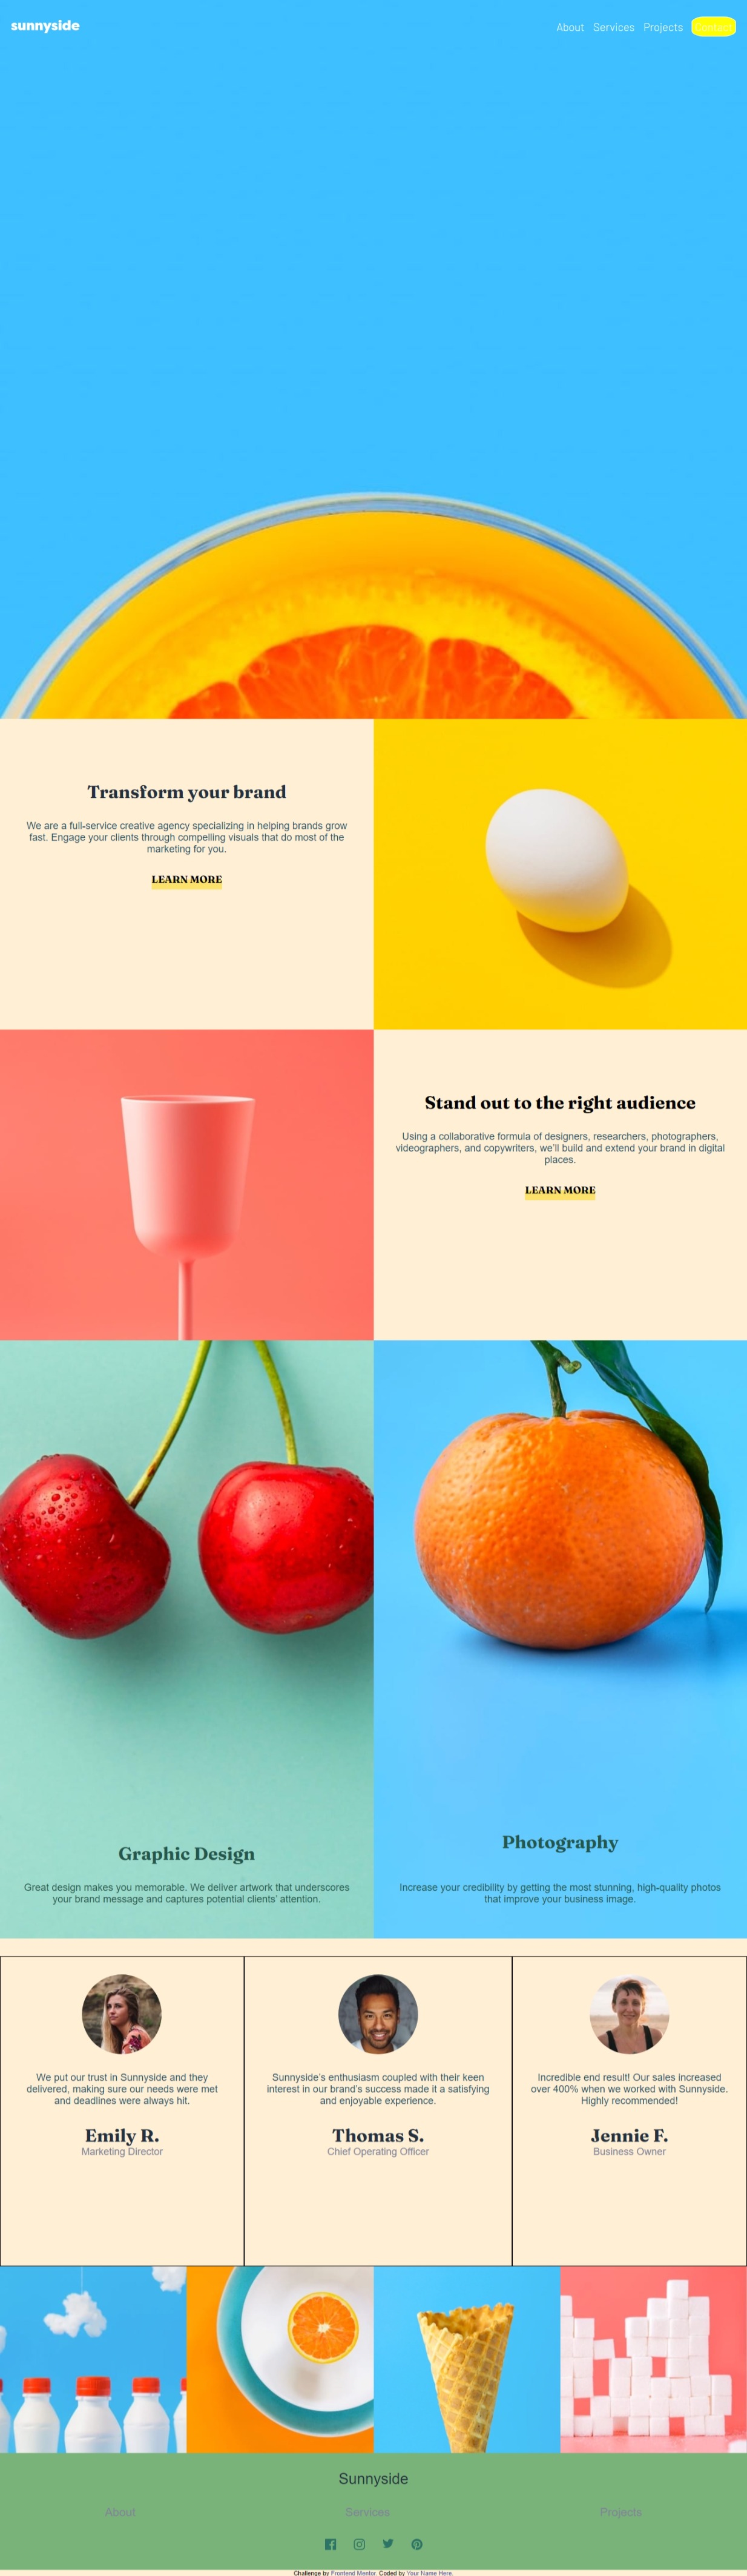 sunnyside
About Services Projects Contact
Transform your brand
We are a full-service creative agency specializing in helping brands grow
fast. Engage your clients through compelling visuals that do most of the
marketing for you.
LEARN MORE
Stand out to the right audience
Using a collaborative formula of designers, researchers, photographers,
videographers, and copywriters, we'll build and extend your brand in digital
places.
LEARN MORE
Graphic Design
Great design makes you memorable. We deliver artwork that underscores
your brand message and captures potential clients' attention.
Photography
Increase your credibility by getting the most stunning, high-quality photos
that improve your business image.
We put our trust in Sunnyside and they
delivered, making sure our needs were met
and deadlines were always hit.
Emily R.
Marketing Director
Sunnyside's enthusiasm coupled with their keen
interest in our brand's success made it a satisfying
and enjoyable experience.
Thomas S.
Chief Operating Officer
Incredible end result! Our sales increased
over 400% when we worked with Sunnyside.
Highly recommended!
Jennie F.
Business Owner
Sunnyside
About Services Projects
Challenge by Frontend Mentor. Coded by Your Name Here.